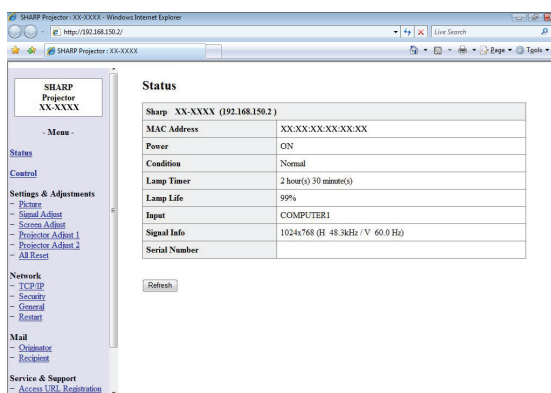 SHARP Projector : XX-XXXX - Windows Internet Explorer
http://192.168.150.2/
Live Search
SHARP Projector : XX-XXXX
Page
Tools
SHARP
Projector
XX-XXXX
- Menu -
Status
Control
Settings & Adjustments
- Picture
- Signal Adjust
- Screen Adjust
- Projector Adjust 1
- Projector Adjust 2
- All Reset
Network
- TCP/IP
- Security
- General
- Restart
Mail
- Originator
- Recipient
Service & Support
- Access URL Registration
Status
Sharp XX-XXXX (192.168.150.2 )
MAC Address XX:XX:XX:XX:XX:XX
Power ON
Condition Normal
Lamp Timer 2 hour(s) 30 minute(s)
Lamp Life 99%
Input COMPUTER1
Signal Info 1024x768 (H 48.3kHz / V 60.0 Hz)
Serial Number
Refresh